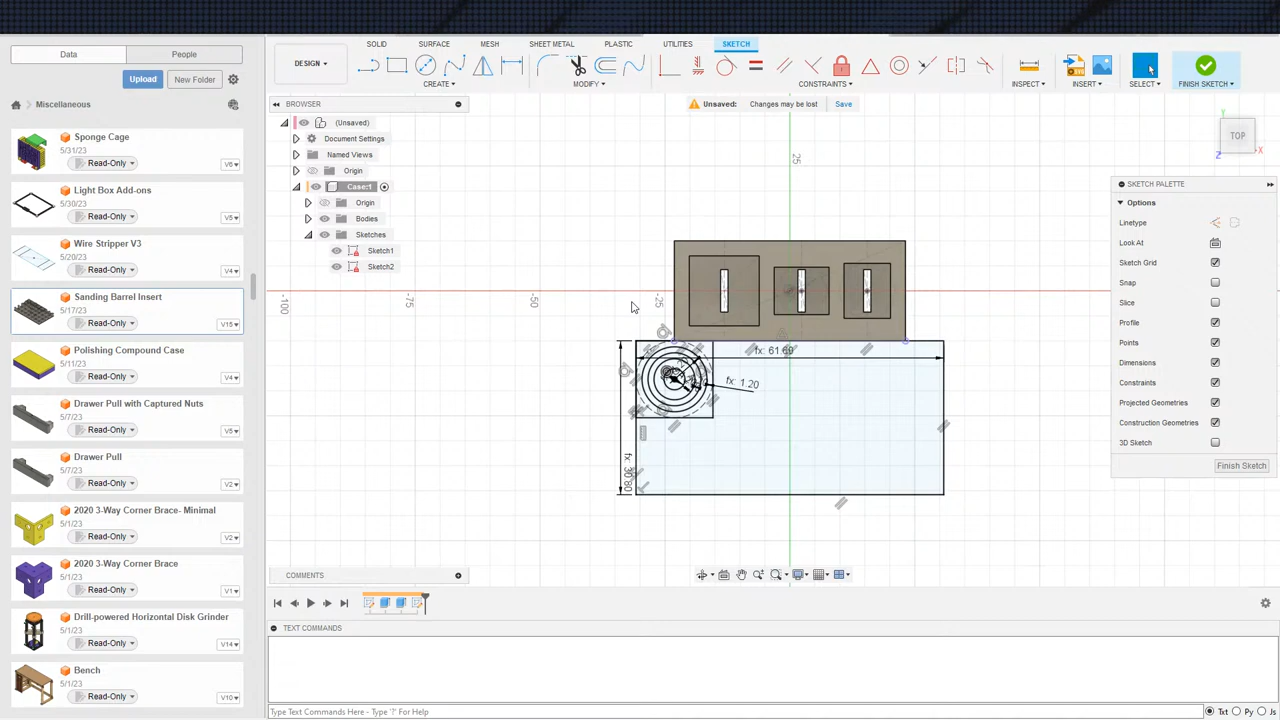 SOLID SURFACE MESH SHEET METAL PLASTIC UTILITIES SKETCH
Data People
DESIGN ▾
CREATE ▾ MODIFY ▾ CONSTRAINTS ▾ INSPECT ▾ INSERT ▾ SELECT ▾ FINISH SKETCH ▾
Upload New Folder
Miscellaneous
BROWSER
Unsaved: Changes may be lost Save
(Unsaved)
Document Settings
Named Views
Origin
Case:1
Origin
Bodies
Sketches
Sketch1
Sketch2
Sponge Cage
5/31/23
Read-Only V6
Light Box Add-ons
5/30/23
Read-Only V5
Wire Stripper V3
5/20/23
Read-Only V4
Sanding Barrel Insert
5/17/23
Read-Only V15
Polishing Compound Case
Read-Only V4
Drawer Pull with Captured Nuts
5/7/23
Read-Only V5
Drawer Pull
5/7/23
Read-Only V2
2020 3-Way Corner Brace- Minimal
Read-Only V2
2020 3-Way Corner Brace
5/1/23
Read-Only V1
Drill-powered Horizontal Disk Grinder
5/1/23
Read-Only V14
Bench
5/1/23
Read-Only V10
-100
-75
-50
-25
25
fx: 61.69
fx: 1.20
fx: 30.80
TOP
X
Y
Z
SKETCH PALETTE
Options
Linetype
Look At
Sketch Grid
Snap
Slice
Profile
Points
Dimensions
Constraints
Projected Geometries
Construction Geometries
3D Sketch
Finish Sketch
COMMENTS
TEXT COMMANDS
Type Text Commands Here - Type '?' For Help
Txt Py Js